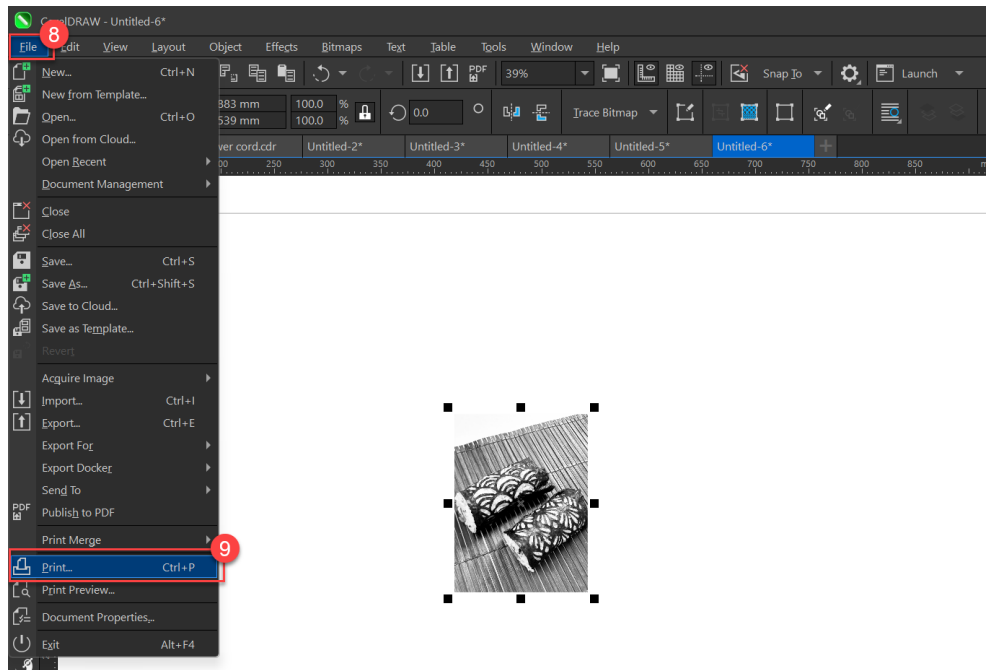 CorelDRAW - Untitled-6*
8
File Edit View Layout Object Effects Bitmaps Text Table Tools Window Help
PDF 39% Snap To Launch
New... Ctrl+N
New from Template...
Open... Ctrl+O
Open from Cloud...
Open Recent
Document Management
Close
Close All
Save... Ctrl+S
Save As... Ctrl+Shift+S
Save to Cloud...
Save as Template...
Revert
Acquire Image
Import... Ctrl+I
Export... Ctrl+E
Export For
Export Docker
Send To
PDF Publish to PDF
Print Merge
9
Print... Ctrl+P
Print Preview...
Document Properties...
Exit Alt+F4
383 mm 100.0 %
539 mm 100.0 %
0.0 Trace Bitmap
wer cord.cdr Untitled-2* Untitled-3* Untitled-4* Untitled-5* Untitled-6*
250 300 350 400 450 500 550 600 650 700 750 800 850